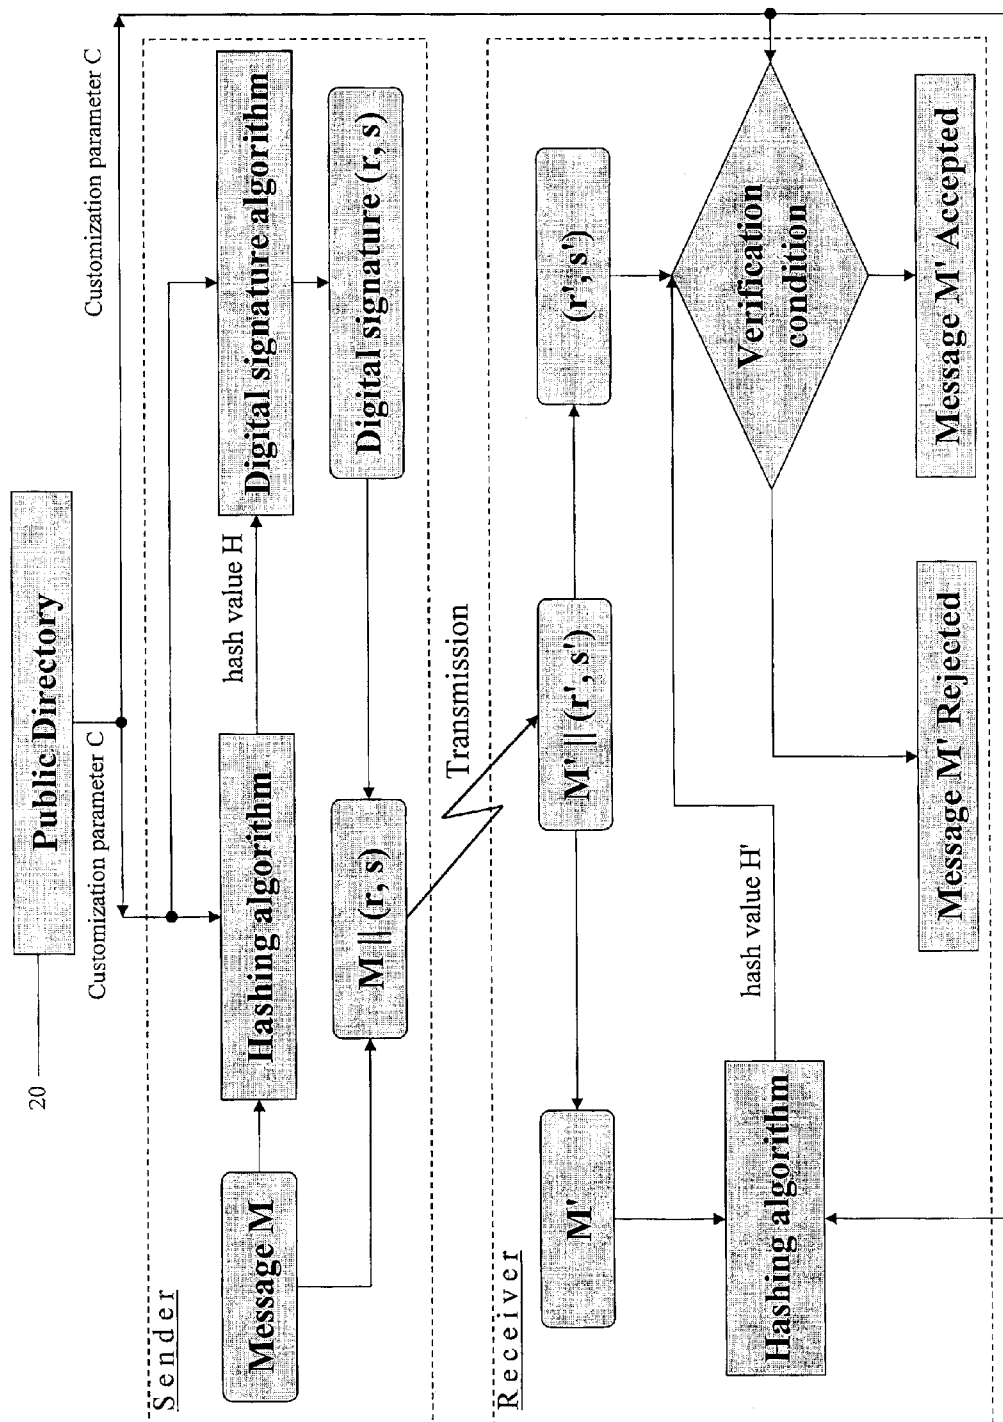 20
Public Directory
Customization parameter C
Customization parameter C
Sender
Message M
Hashing algorithm
hash value H
Digital signature algorithm
M || (r, s)
Digital signature (r, s)
Transmission
Receiver
M'
M' || (r', s')
(r', s')
Hashing algorithm
hash value H'
Verification
condition
Message M' Rejected
Message M' Accepted